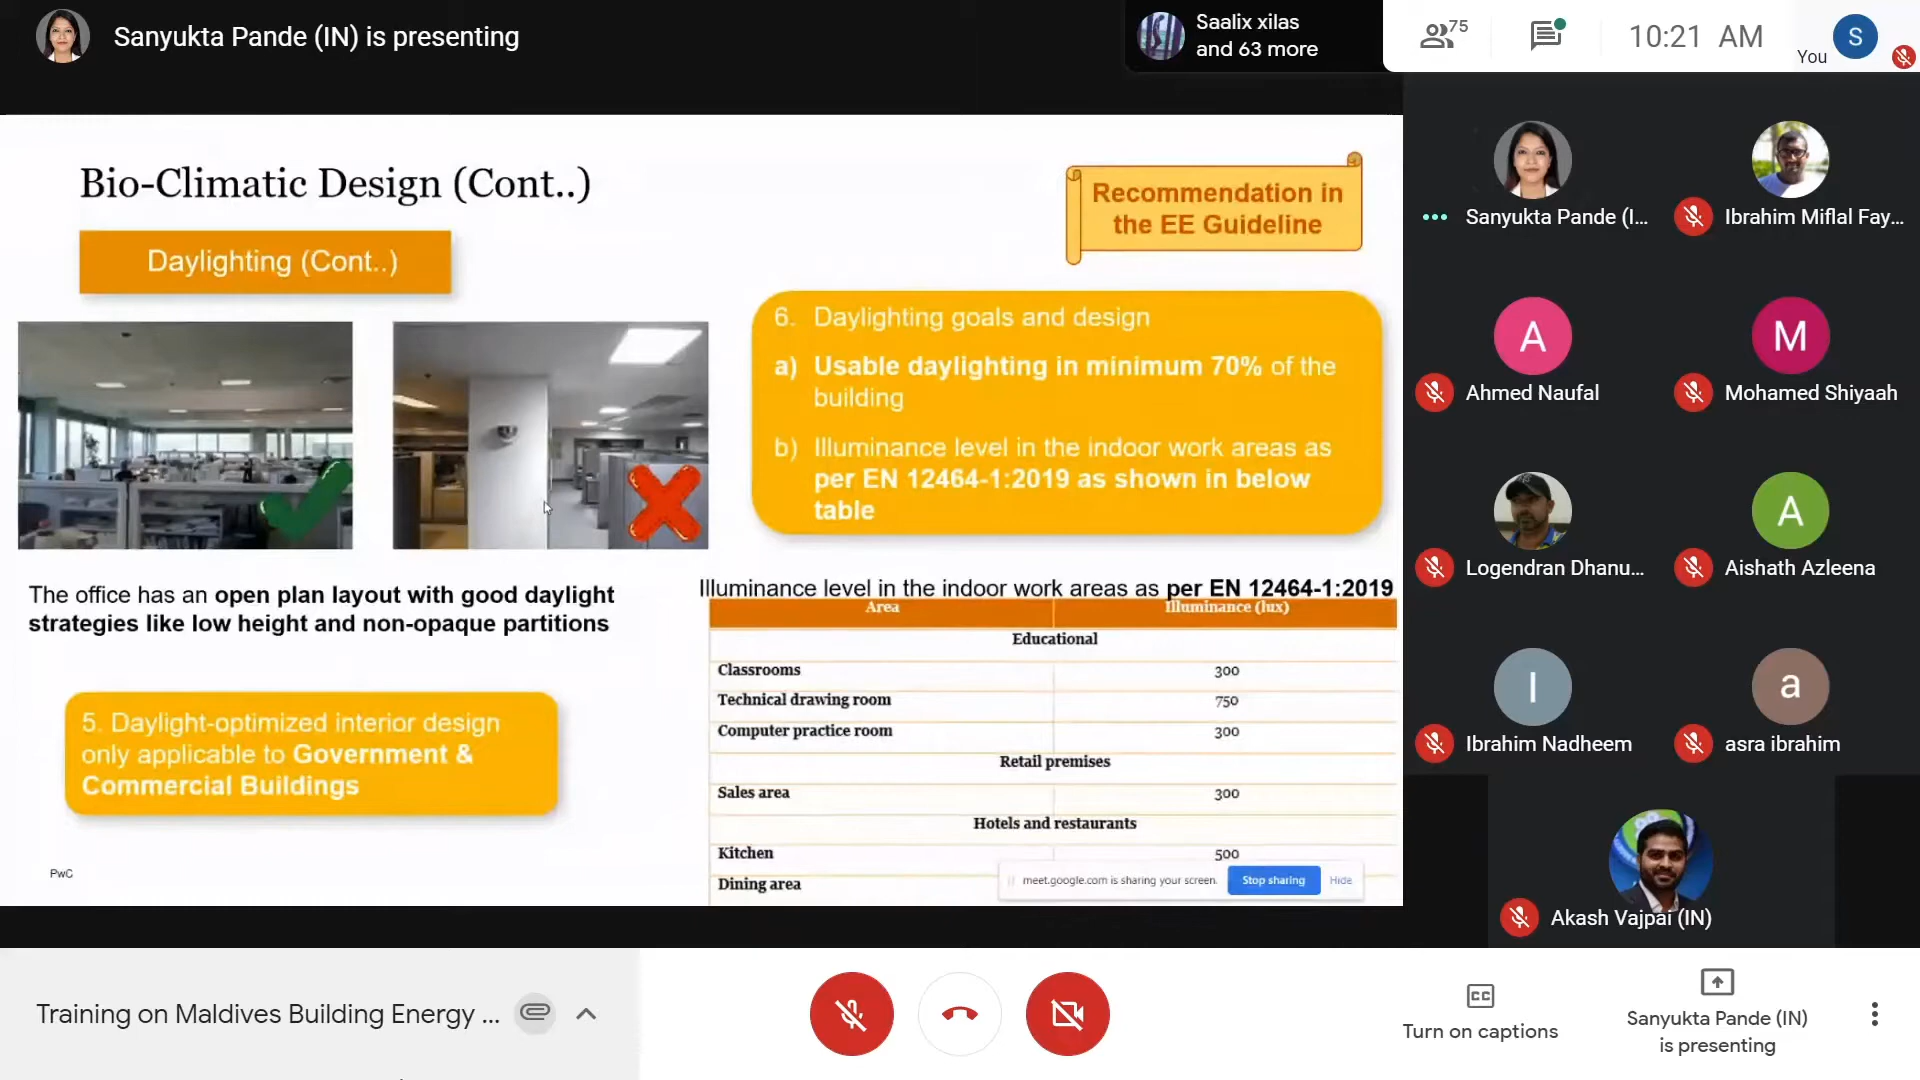 Sanyukta Pande (IN) is presenting
Saalix xilas
and 63 more
75
10:21 AM
You
S
Bio-Climatic Design (Cont..)
Recommendation in
the EE Guideline
Daylighting (Cont..)
6. Daylighting goals and design
a) Usable daylighting in minimum 70% of the
building
b) Illuminance level in the indoor work areas as
per EN 12464-1:2019 as shown in below
table
The office has an open plan layout with good daylight
strategies like low height and non-opaque partitions
5. Daylight-optimized interior design
only applicable to Government &
Commercial Buildings
PwC
Illuminance level in the indoor work areas as per EN 12464-1:2019
Area Illuminance (lux)
Educational
Classrooms 300
Technical drawing room 750
Computer practice room 300
Retail premises
Sales area 300
Hotels and restaurants
Kitchen 500
Dining area
meet.google.com is sharing your screen. Stop sharing Hide
Sanyukta Pande (I...
Ibrahim Miflal Fay...
A
Ahmed Naufal
M
Mohamed Shiyaah
Logendran Dhanu...
A
Aishath Azleena
I
Ibrahim Nadheem
a
asra ibrahim
Akash Vajpai (IN)
Training on Maldives Building Energy ...
CC
Turn on captions
Sanyukta Pande (IN)
is presenting